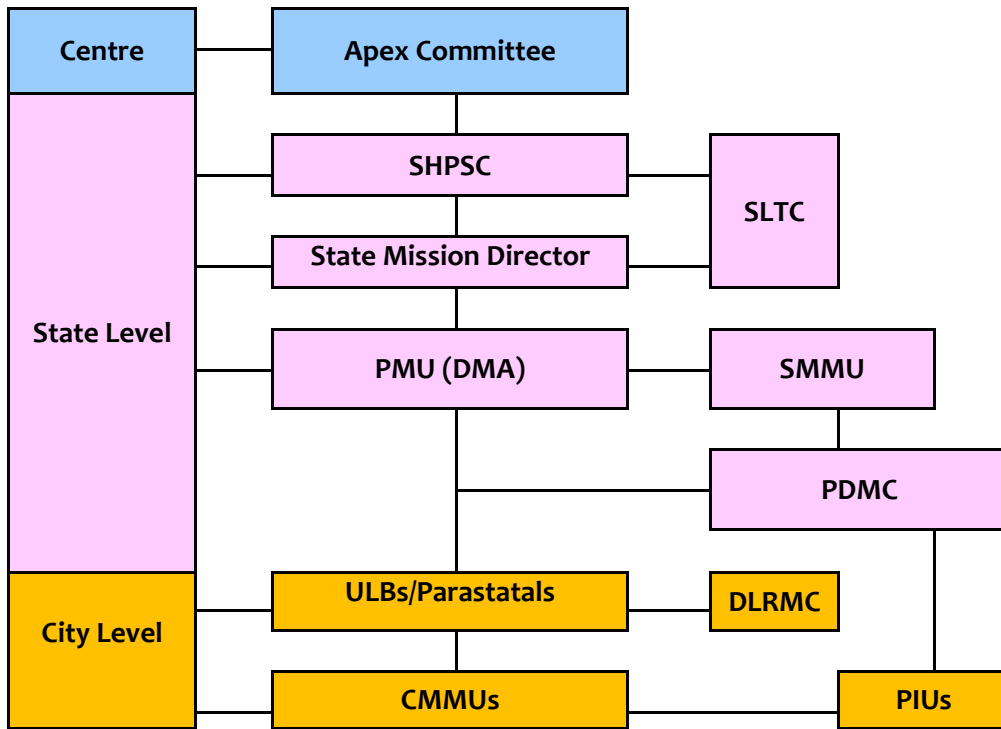 Centre
Apex Committee
SHPSC
SLTC
State Mission Director
State Level
PMU (DMA)
SMMU
PDMC
ULBs/Parastatals
DLRMC
City Level
CMMUs
PIUs